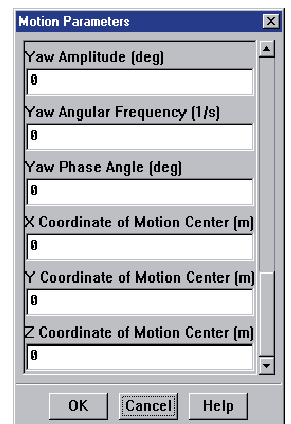 Motion Parameters
Yaw Amplitude (deg)
0
Yaw Angular Frequency (1/s)
0
Yaw Phase Angle (deg)
0
X Coordinate of Motion Center (m)
0
Y Coordinate of Motion Center (m)
0
Z Coordinate of Motion Center (m)
0
OK Cancel Help